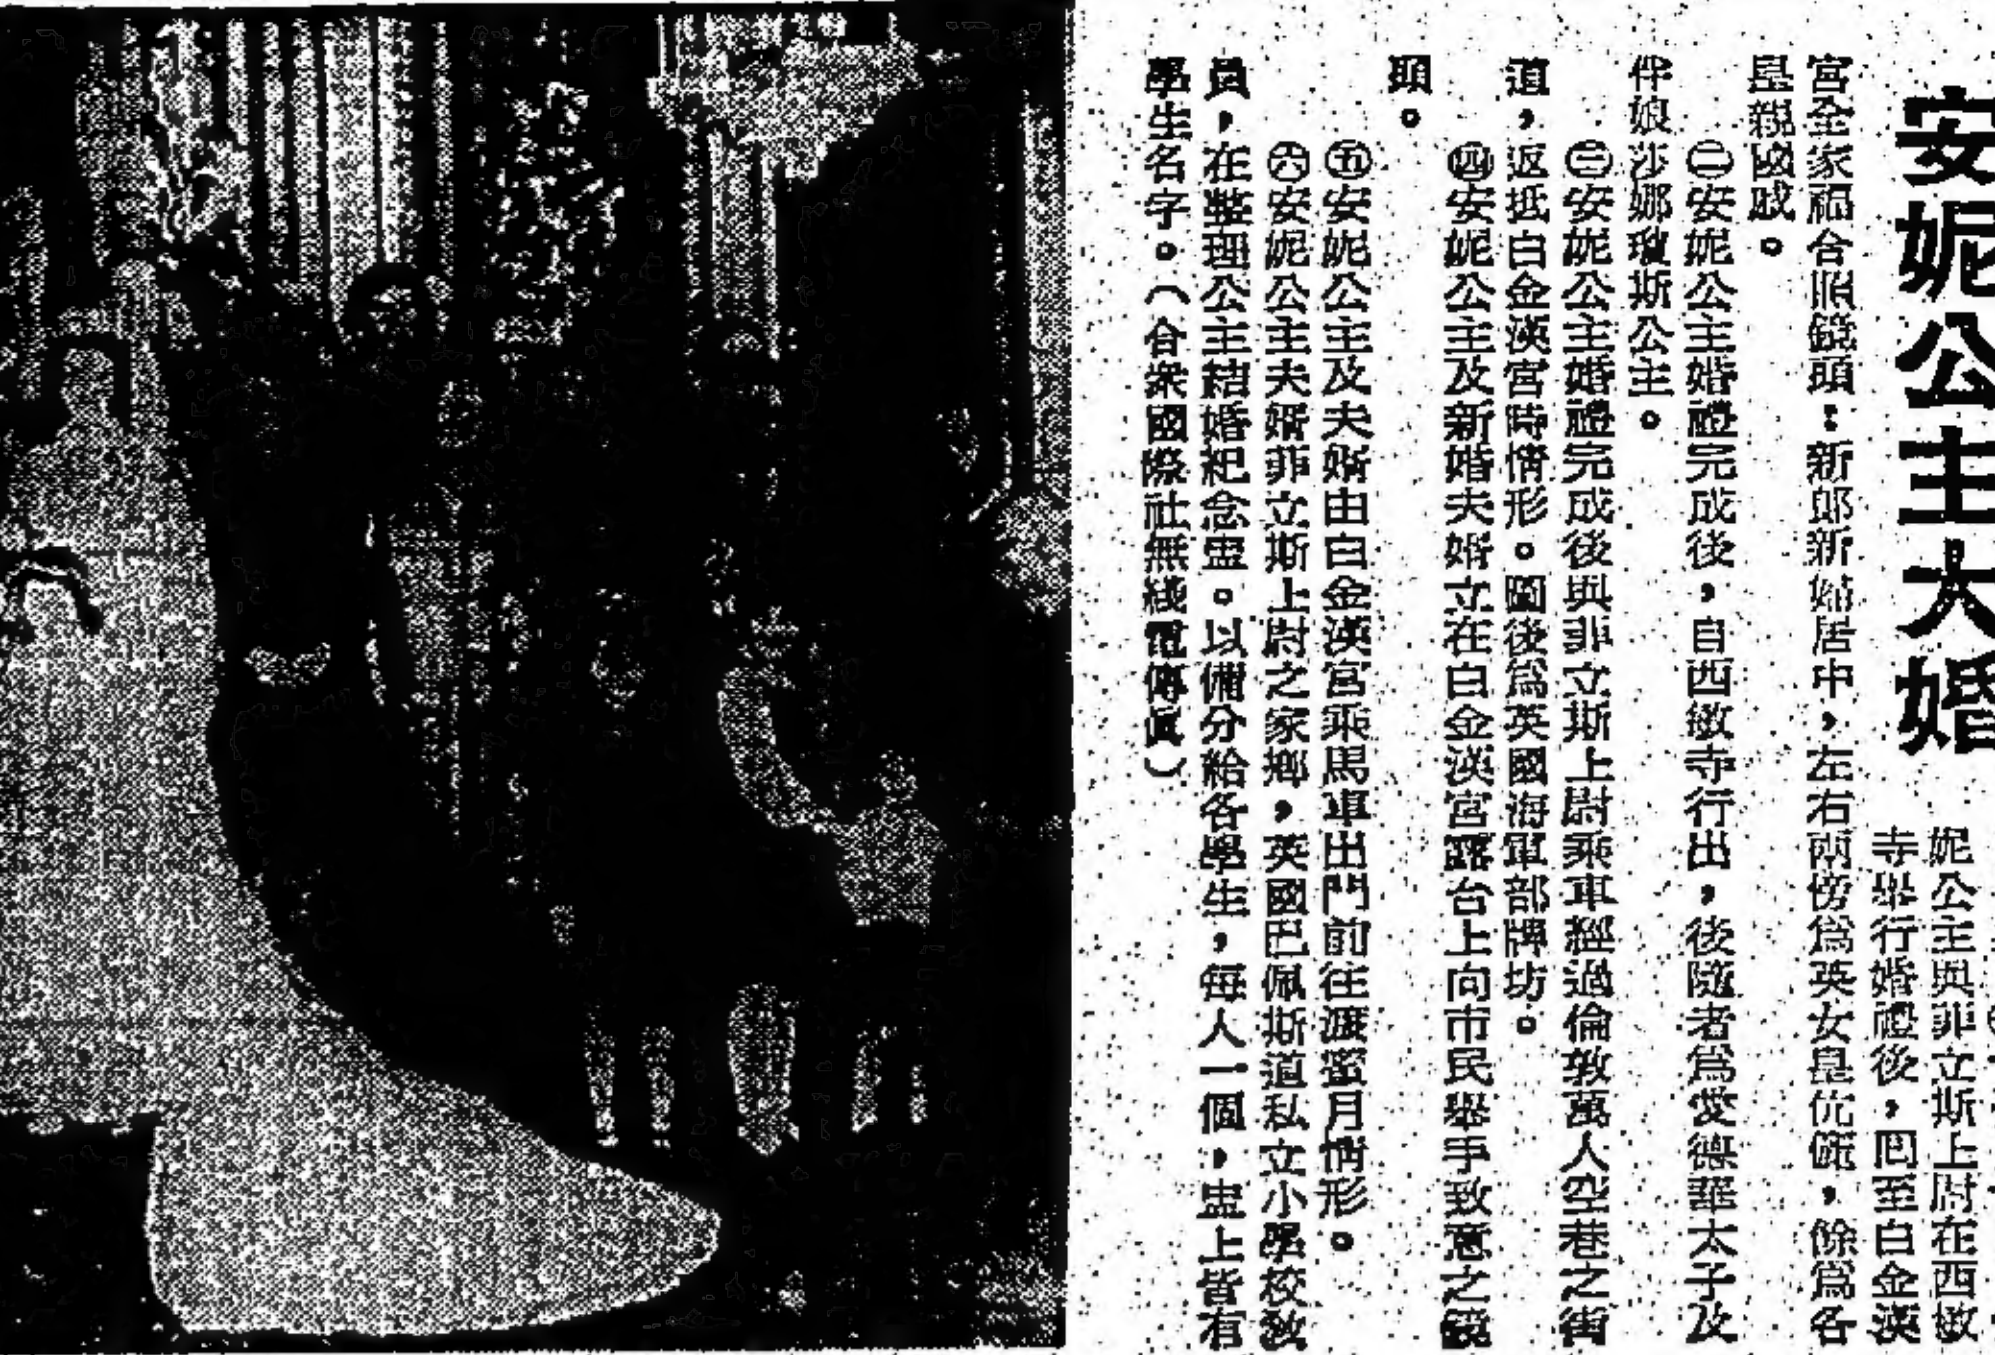 安妮公主大婚
妮公主與菲立斯上尉在西敏
寺舉行婚禮後，囘至白金漢
宮全家福合照鏡頭：新郎新娘居中，左右兩傍爲英女皇伉儷，餘爲各
皇親國戚。
㊁安妮公主婚禮完成後，自西敏寺行出，後隨者爲愛德華太子及
伴娘莎娜瓊斯公主。
㊂安妮公主婚禮完成後與菲立斯上尉乘車經過倫敦萬人空巷之街
道，返抵白金漢宮時情形。圖後爲英國海軍部牌坊。
㊃安妮公主及新婚夫婿立在白金漢宮露台上向市民舉手致意之鏡
頭。
㊄安妮公主及夫婿由白金漢宮乘馬車出門前往渡蜜月情形。
㊅安妮公主夫婿菲立斯上尉之家鄉，英國巴佩斯道私立小學校敎
員，在整理公主結婚紀念盅。以備分給各學生，每人一個，盅上皆有
學生名字。（合衆國際社無綫電傳眞）